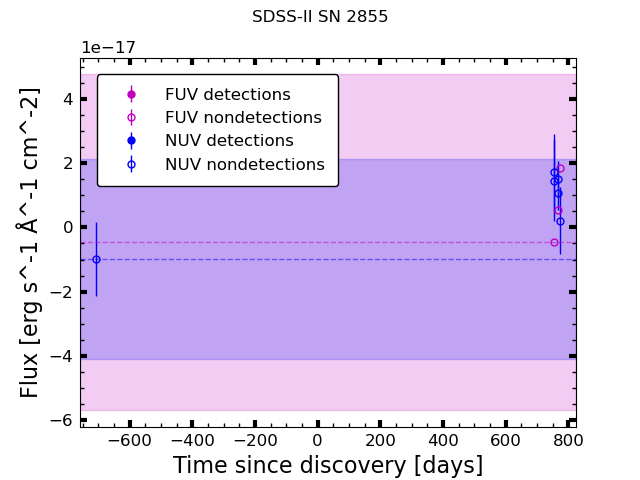 SDSS-II SN 2855
1e−17
FUV detections
FUV nondetections
NUV detections
NUV nondetections
4
2
0
−2
−4
−6
Flux [erg s^-1 Å^-1 cm^-2]
−600 −400 −200 0 200 400 600 800
Time since discovery [days]